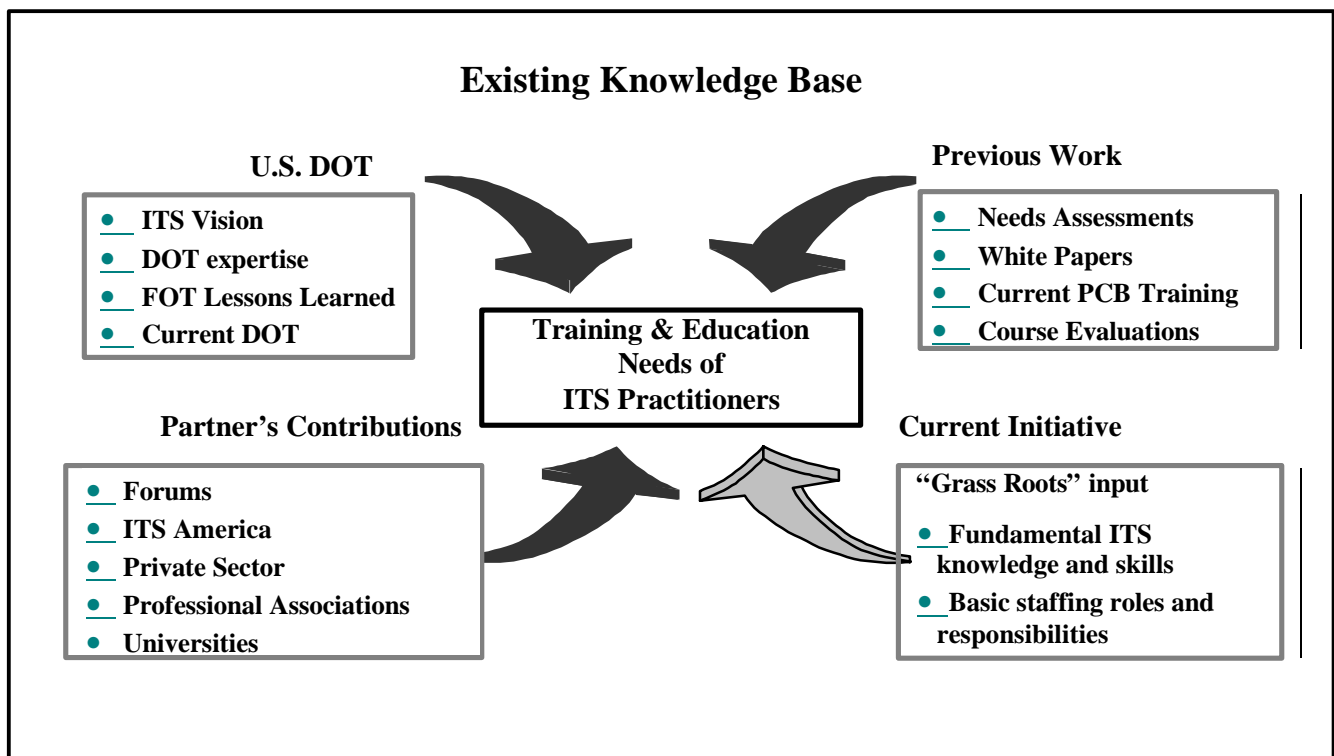 Existing Knowledge Base
U.S. DOT
• ITS Vision
• DOT expertise
• FOT Lessons Learned
• Current DOT
Previous Work
• Needs Assessments
• White Papers
• Current PCB Training
• Course Evaluations
Training & Education
Needs of
ITS Practitioners
Partner’s Contributions
• Forums
• ITS America
• Private Sector
• Professional Associations
• Universities
Current Initiative
“Grass Roots” input
• Fundamental ITS
knowledge and skills
• Basic staffing roles and
responsibilities